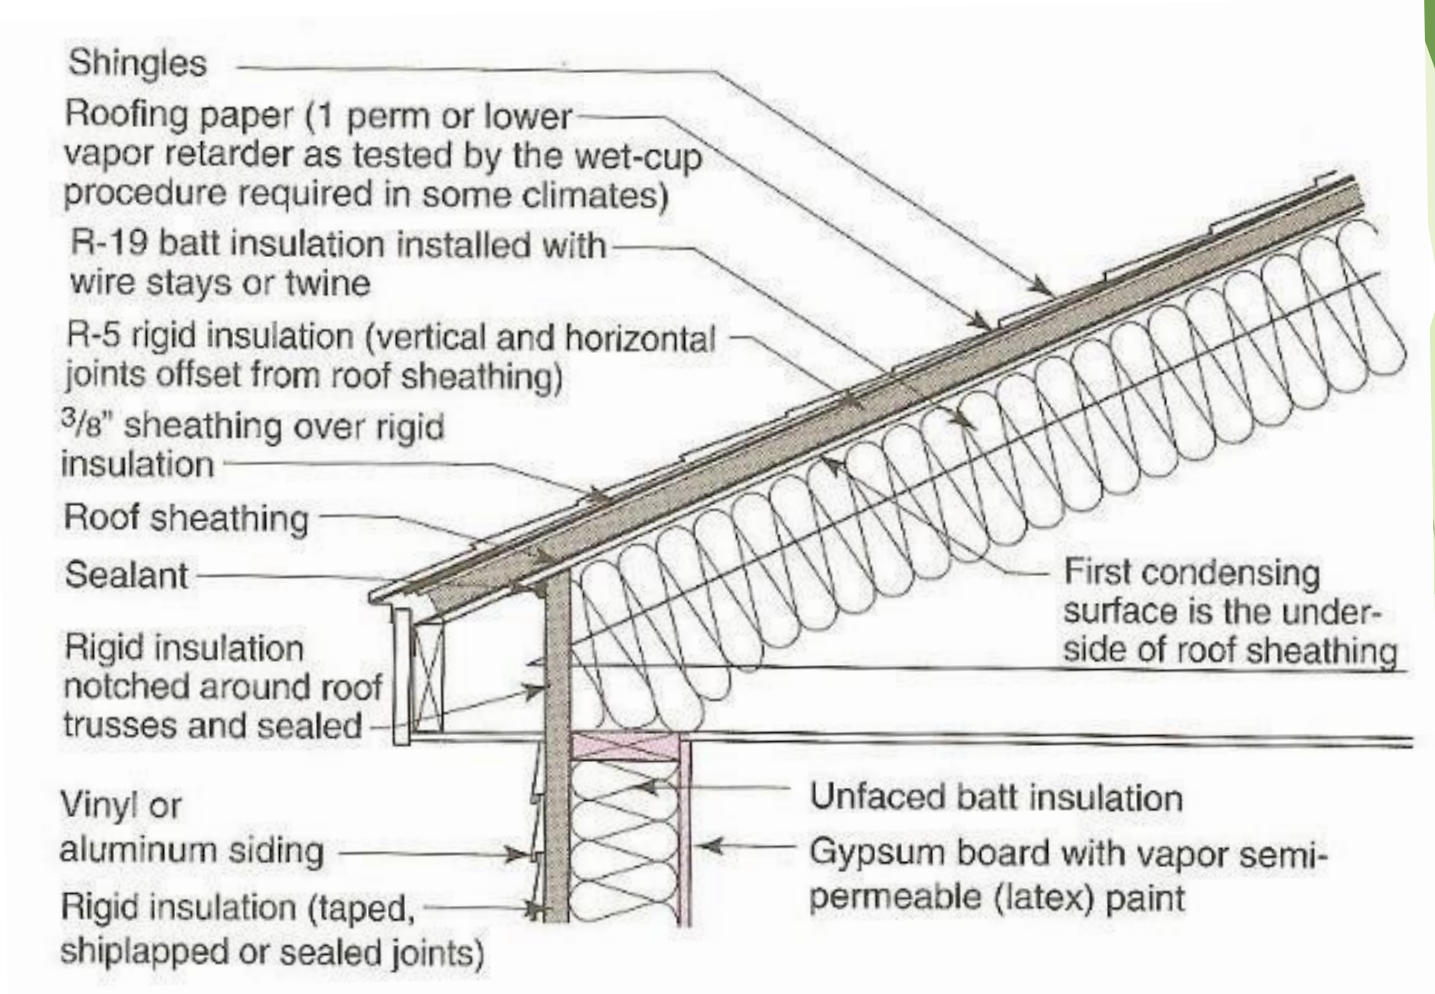 Shingles
Roofing paper (1 perm or lower
vapor retarder as tested by the wet-cup
procedure required in some climates)
R-19 batt insulation installed with
wire stays or twine
R-5 rigid insulation (vertical and horizontal
joints offset from roof sheathing)
3/8" sheathing over rigid
insulation
Roof sheathing
Sealant
Rigid insulation
notched around roof
trusses and sealed
Vinyl or
aluminum siding
Rigid insulation (taped,
shiplapped or sealed joints)
First condensing
surface is the under-
side of roof sheathing
Unfaced batt insulation
Gypsum board with vapor semi-
permeable (latex) paint